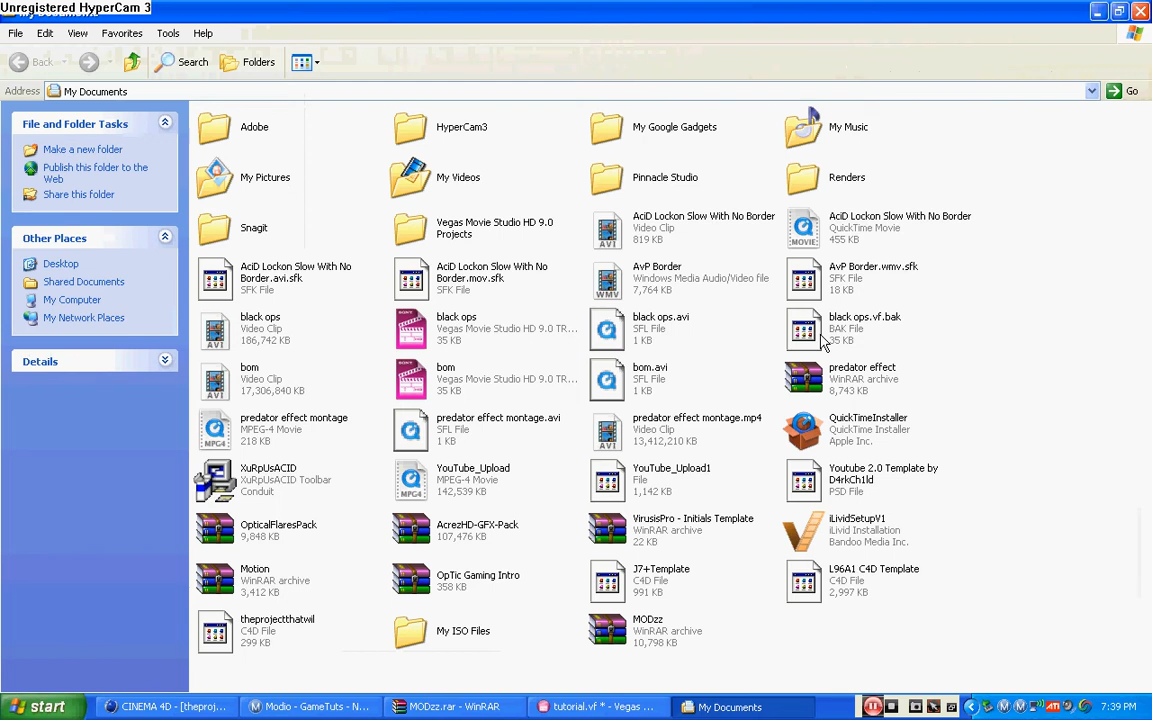 Unregistered HyperCam 3
File Edit View Favorites Tools Help
Back Search Folders
Address My Documents Go
File and Folder Tasks
Make a new folder
Publish this folder to the
Web
Share this folder
Other Places
Desktop
Shared Documents
My Computer
My Network Places
Details
Adobe
HyperCam3
My Google Gadgets
My Music
My Pictures
My Videos
Pinnacle Studio
Renders
Snagit
Vegas Movie Studio HD 9.0
Projects
AciD Lockon Slow With No Border
Video Clip
819 KB
AciD Lockon Slow With No Border
QuickTime Movie
455 KB
AciD Lockon Slow With No
Border.avi.sfk
SFK File
AciD Lockon Slow With No
Border.mov.sfk
SFK File
AvP Border
Windows Media Audio/Video file
7,764 KB
AvP Border.wmv.sfk
SFK File
18 KB
black ops
Video Clip
186,742 KB
black ops
Vegas Movie Studio HD 9.0 TR...
35 KB
black ops.avi
SFL File
1 KB
black ops.vf.bak
BAK File
35 KB
bom
Video Clip
17,306,840 KB
bom
Vegas Movie Studio HD 9.0 TR...
35 KB
bom.avi
SFL File
1 KB
predator effect
WinRAR archive
8,743 KB
predator effect montage
MPEG-4 Movie
218 KB
predator effect montage.avi
SFL File
1 KB
predator effect montage.mp4
Video Clip
13,412,210 KB
QuickTimeInstaller
QuickTime Installer
Apple Inc.
XuRpUsACID
XuRpUsACID Toolbar
Conduit
YouTube_Upload
MPEG-4 Movie
142,539 KB
YouTube_Upload1
File
1,142 KB
Youtube 2.0 Template by
D4rkCh1ld
PSD File
OpticalFlaresPack
9,848 KB
AcrezHD-GFX-Pack
107,476 KB
VirusisPro - Initials Template
WinRAR archive
22 KB
iLividSetupV1
iLivid Installation
Bandoo Media Inc.
Motion
WinRAR archive
3,412 KB
OpTic Gaming Intro
358 KB
J7+Template
C4D File
991 KB
L96A1 C4D Template
C4D File
2,997 KB
theprojectthatwil
C4D File
299 KB
My ISO Files
MODzz
WinRAR archive
10,798 KB
start CINEMA 4D - [theproj... Modio - GameTuts - N... MODzz.rar - WinRAR tutorial.vf * - Vegas ... My Documents 7:39 PM